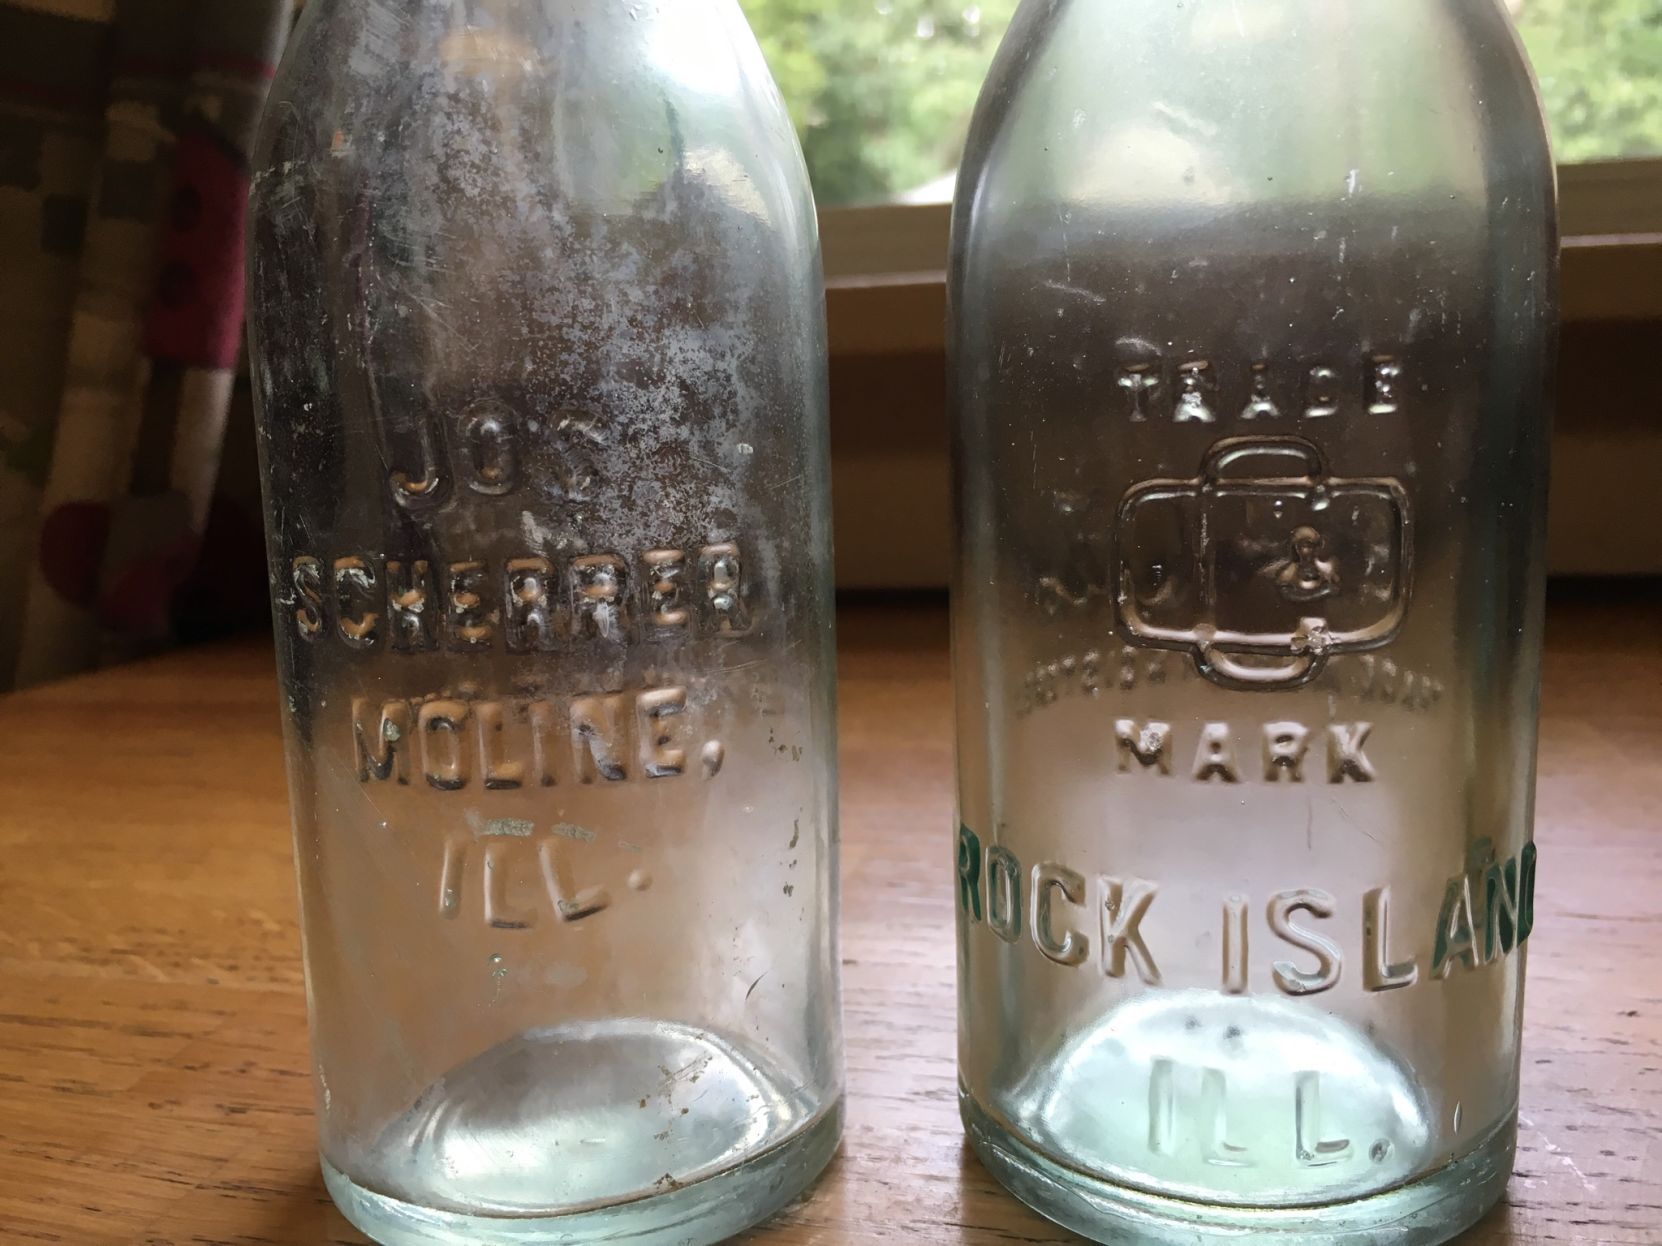 JOS
SCHERRER
MOLINE,
ILL.
TRADE
&
MARK
ROCK ISLAND
ILL.